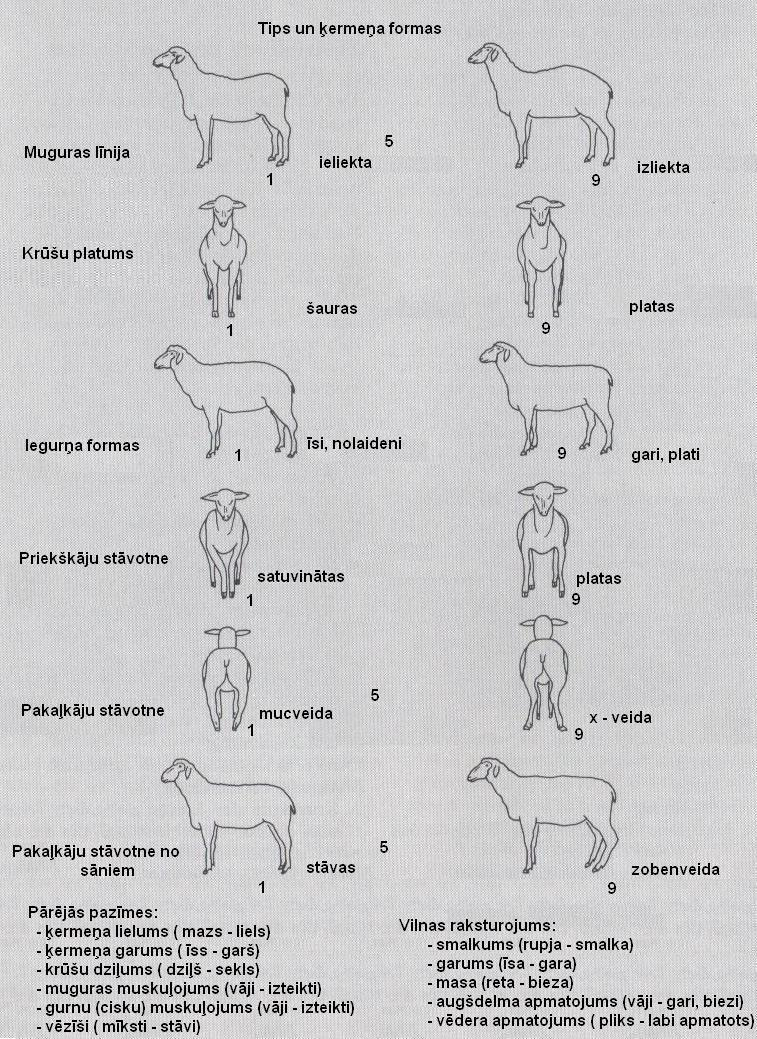 Tips un ķermeņa formas
Muguras līnija
1
ieliekta
5
9
izliekta
Krūšu platums
1
šauras
9
platas
Iegurņa formas
1
īsi, nolaideni
9
gari, plati
Priekškāju stāvotne
1
satuvinātas
9
platas
Pakaļkāju stāvotne
1
mucveida
5
9
x - veida
Pakaļkāju stāvotne no
sāniem
1
stāvas
5
9
zobenveida
Pārējās pazīmes:
- ķermeņa lielums ( mazs - liels)
- ķermeņa garums ( īss - garš)
- krūšu dziļums ( dziļš - sekls)
- muguras muskuļojums (vāji - izteikti)
- gurnu (cisku) muskuļojums (vāji - izteikti)
- vēzīši ( mīksti - stāvi)
Vilnas raksturojums:
- smalkums (rupja - smalka)
- garums (īsa - gara)
- masa (reta - bieza)
- augšdelma apmatojums (vāji - gari, biezi)
- vēdera apmatojums ( pliks - labi apmatots)